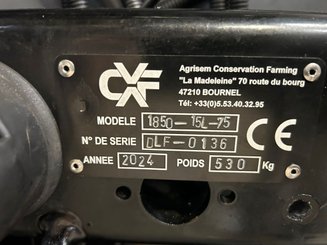 CXF
Agrisem Conservation Farming
"La Madeleine" 70 route du bourg
47210 BOURNEL
Tél: +33(0)5.53.40.32.95
MODELE 1850-15L-75
N° DE SERIE DLF-0136
ANNEE 2024 POIDS 530 Kg
CE